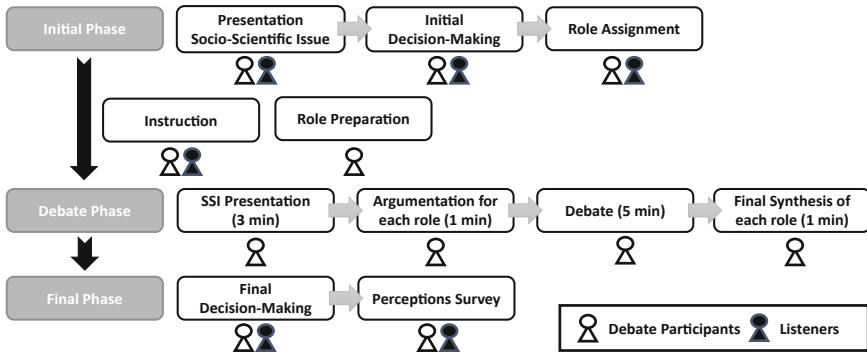 Initial Phase
Presentation
Socio-Scientific Issue
Initial
Decision-Making
Role Assignment
Instruction
Role Preparation
Debate Phase
SSI Presentation
(3 min)
Argumentation for
each role (1 min)
Debate (5 min)
Final Synthesis of
each role (1 min)
Final Phase
Final
Decision-Making
Perceptions Survey
Debate Participants
Listeners